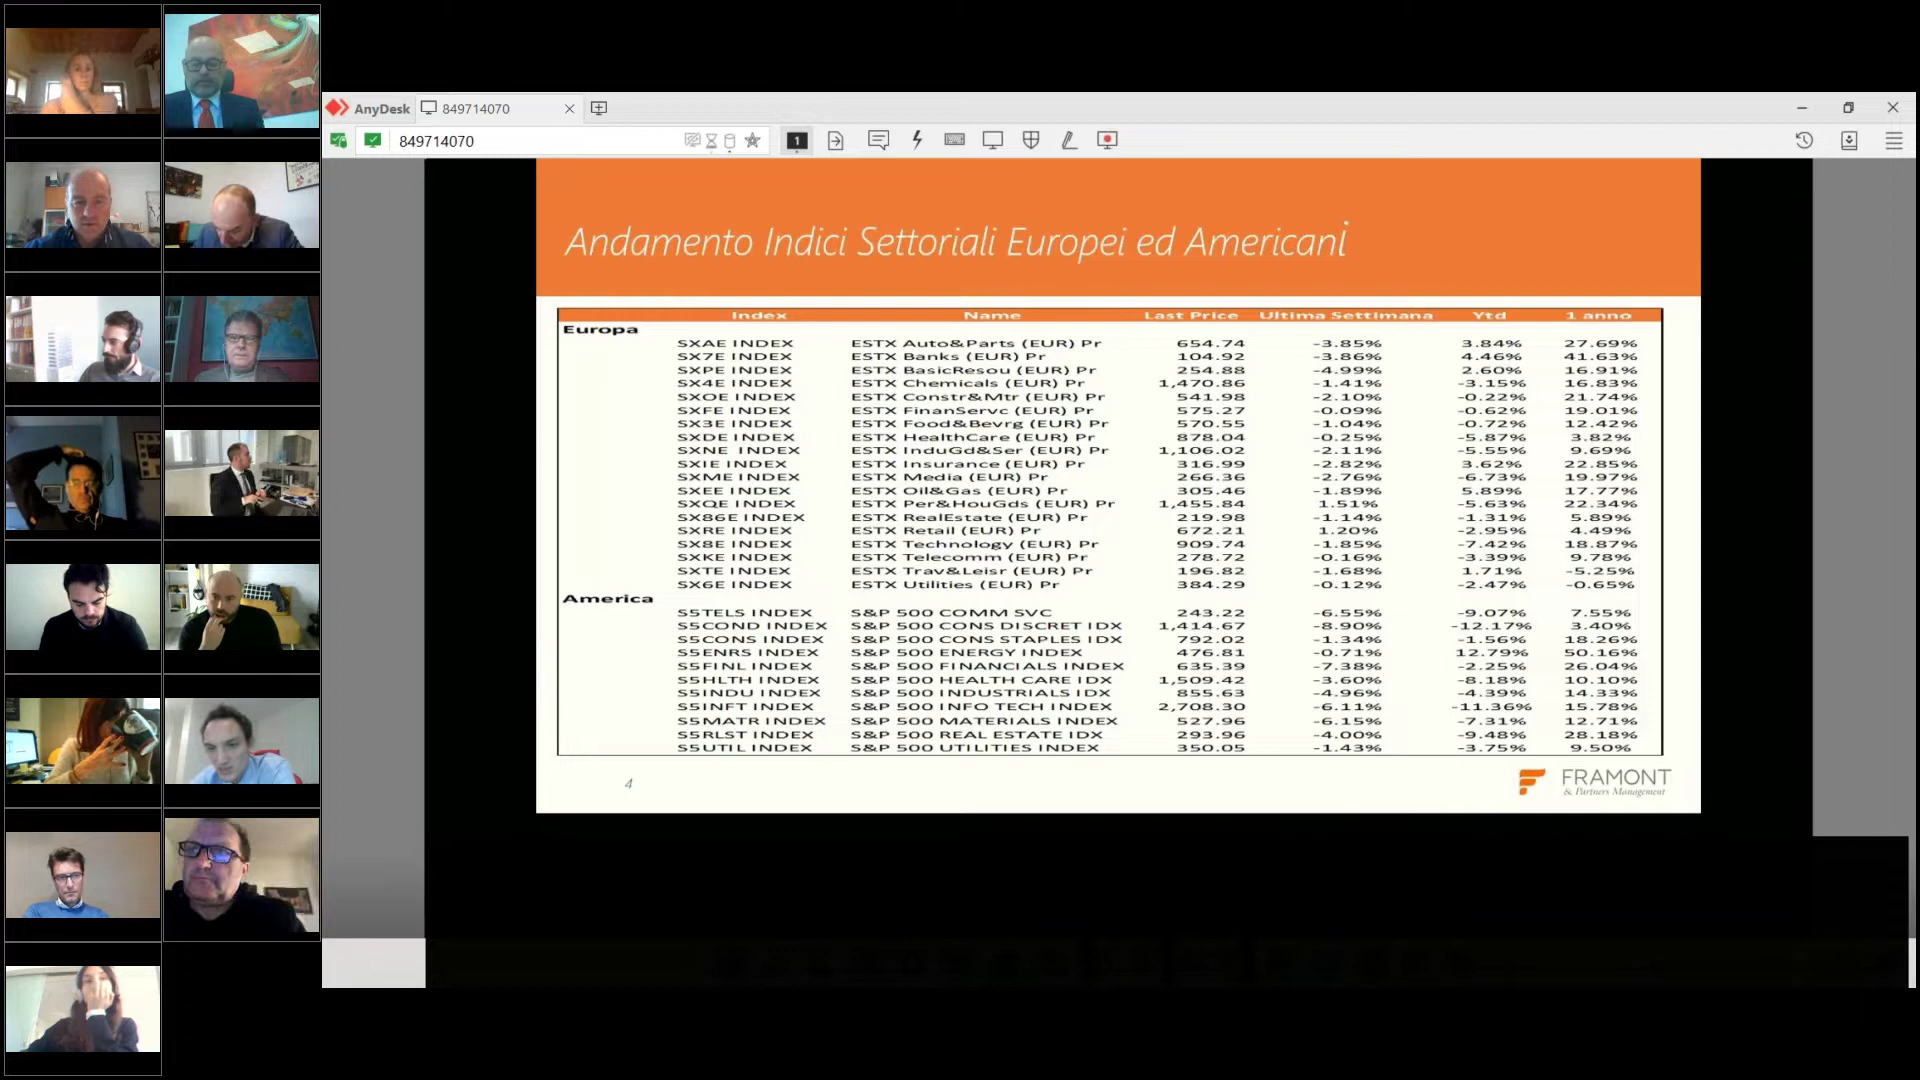 AnyDesk 849714070
849714070 1
Andamento Indici Settoriali Europei ed Americani
Index Name Last Price Ultima Settimana Ytd 1 anno
Europa
SXAE INDEX ESTX Auto&Parts (EUR) Pr 654.74 -3.85% 3.84% 27.69%
SX7E INDEX ESTX Banks (EUR) Pr 104.92 -3.86% 4.46% 41.63%
SXPE INDEX ESTX BasicResou (EUR) Pr 254.88 -4.99% 2.60% 16.91%
SX4E INDEX ESTX Chemicals (EUR) Pr 1,470.86 -1.41% -3.15% 16.83%
SXOE INDEX ESTX Constr&Mtr (EUR) Pr 541.98 -2.10% -0.22% 21.74%
SXFE INDEX ESTX FinanServc (EUR) Pr 575.27 -0.09% -0.62% 19.01%
SX3E INDEX ESTX Food&Bevrg (EUR) Pr 570.55 -1.04% -0.72% 12.42%
SXDE INDEX ESTX HealthCare (EUR) Pr 878.04 -0.25% -5.87% 3.82%
SXNE INDEX ESTX InduGd&Ser (EUR) Pr 1,106.02 -2.11% -5.55% 9.69%
SXIE INDEX ESTX Insurance (EUR) Pr 316.99 -2.82% 3.62% 22.85%
SXME INDEX ESTX Media (EUR) Pr 266.36 -2.76% -6.73% 19.97%
SXEE INDEX ESTX Oil&Gas (EUR) Pr 305.46 -1.89% 5.89% 17.77%
SXQE INDEX ESTX Per&HouGds (EUR) Pr 1,455.84 1.51% -5.63% 22.34%
SX86E INDEX ESTX RealEstate (EUR) Pr 219.98 -1.14% -1.31% 5.89%
SXRE INDEX ESTX Retail (EUR) Pr 672.21 1.20% -2.95% 4.49%
SX8E INDEX ESTX Technology (EUR) Pr 909.74 -1.85% -7.42% 18.87%
SXKE INDEX ESTX Telecomm (EUR) Pr 278.72 -0.16% -3.39% 9.78%
SXTE INDEX ESTX Trav&Leisr (EUR) Pr 196.82 -1.68% 1.71% -5.25%
SX6E INDEX ESTX Utilities (EUR) Pr 384.29 -0.12% -2.47% -0.65%
America
S5TELS INDEX S&P 500 COMM SVC 243.22 -6.55% -9.07% 7.55%
S5COND INDEX S&P 500 CONS DISCRET IDX 1,414.67 -8.90% -12.17% 3.40%
S5CONS INDEX S&P 500 CONS STAPLES IDX 792.02 -1.34% -1.56% 18.26%
S5ENRS INDEX S&P 500 ENERGY INDEX 476.81 -0.71% 12.79% 50.16%
S5FINL INDEX S&P 500 FINANCIALS INDEX 635.39 -7.38% -2.25% 26.04%
S5HLTH INDEX S&P 500 HEALTH CARE IDX 1,509.42 -3.60% -8.18% 10.10%
S5INDU INDEX S&P 500 INDUSTRIALS IDX 855.63 -4.96% -4.39% 14.33%
S5INFT INDEX S&P 500 INFO TECH INDEX 2,708.30 -6.11% -11.36% 15.78%
S5MATR INDEX S&P 500 MATERIALS INDEX 527.96 -6.15% -7.31% 12.71%
S5RLST INDEX S&P 500 REAL ESTATE IDX 293.96 -4.00% -9.48% 28.18%
S5UTIL INDEX S&P 500 UTILITIES INDEX 350.05 -1.43% -3.75% 9.50%
4
FRAMONT
& Partners Management